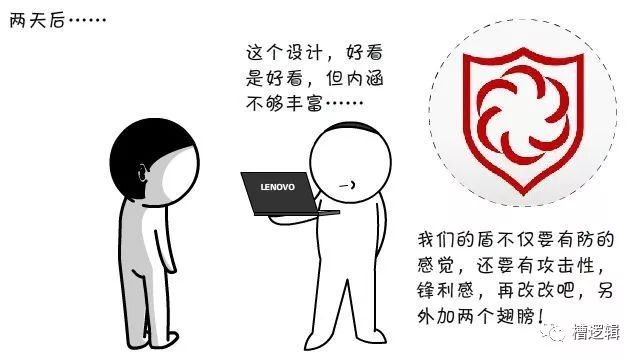 两天后……
这个设计，好看
是好看，但内涵
不够丰富……
LENOVO
我们的盾不仅要有防的
感觉，还要有攻击性，
锋利感，再改改吧，另
外加两个翅膀！
槽逻辑